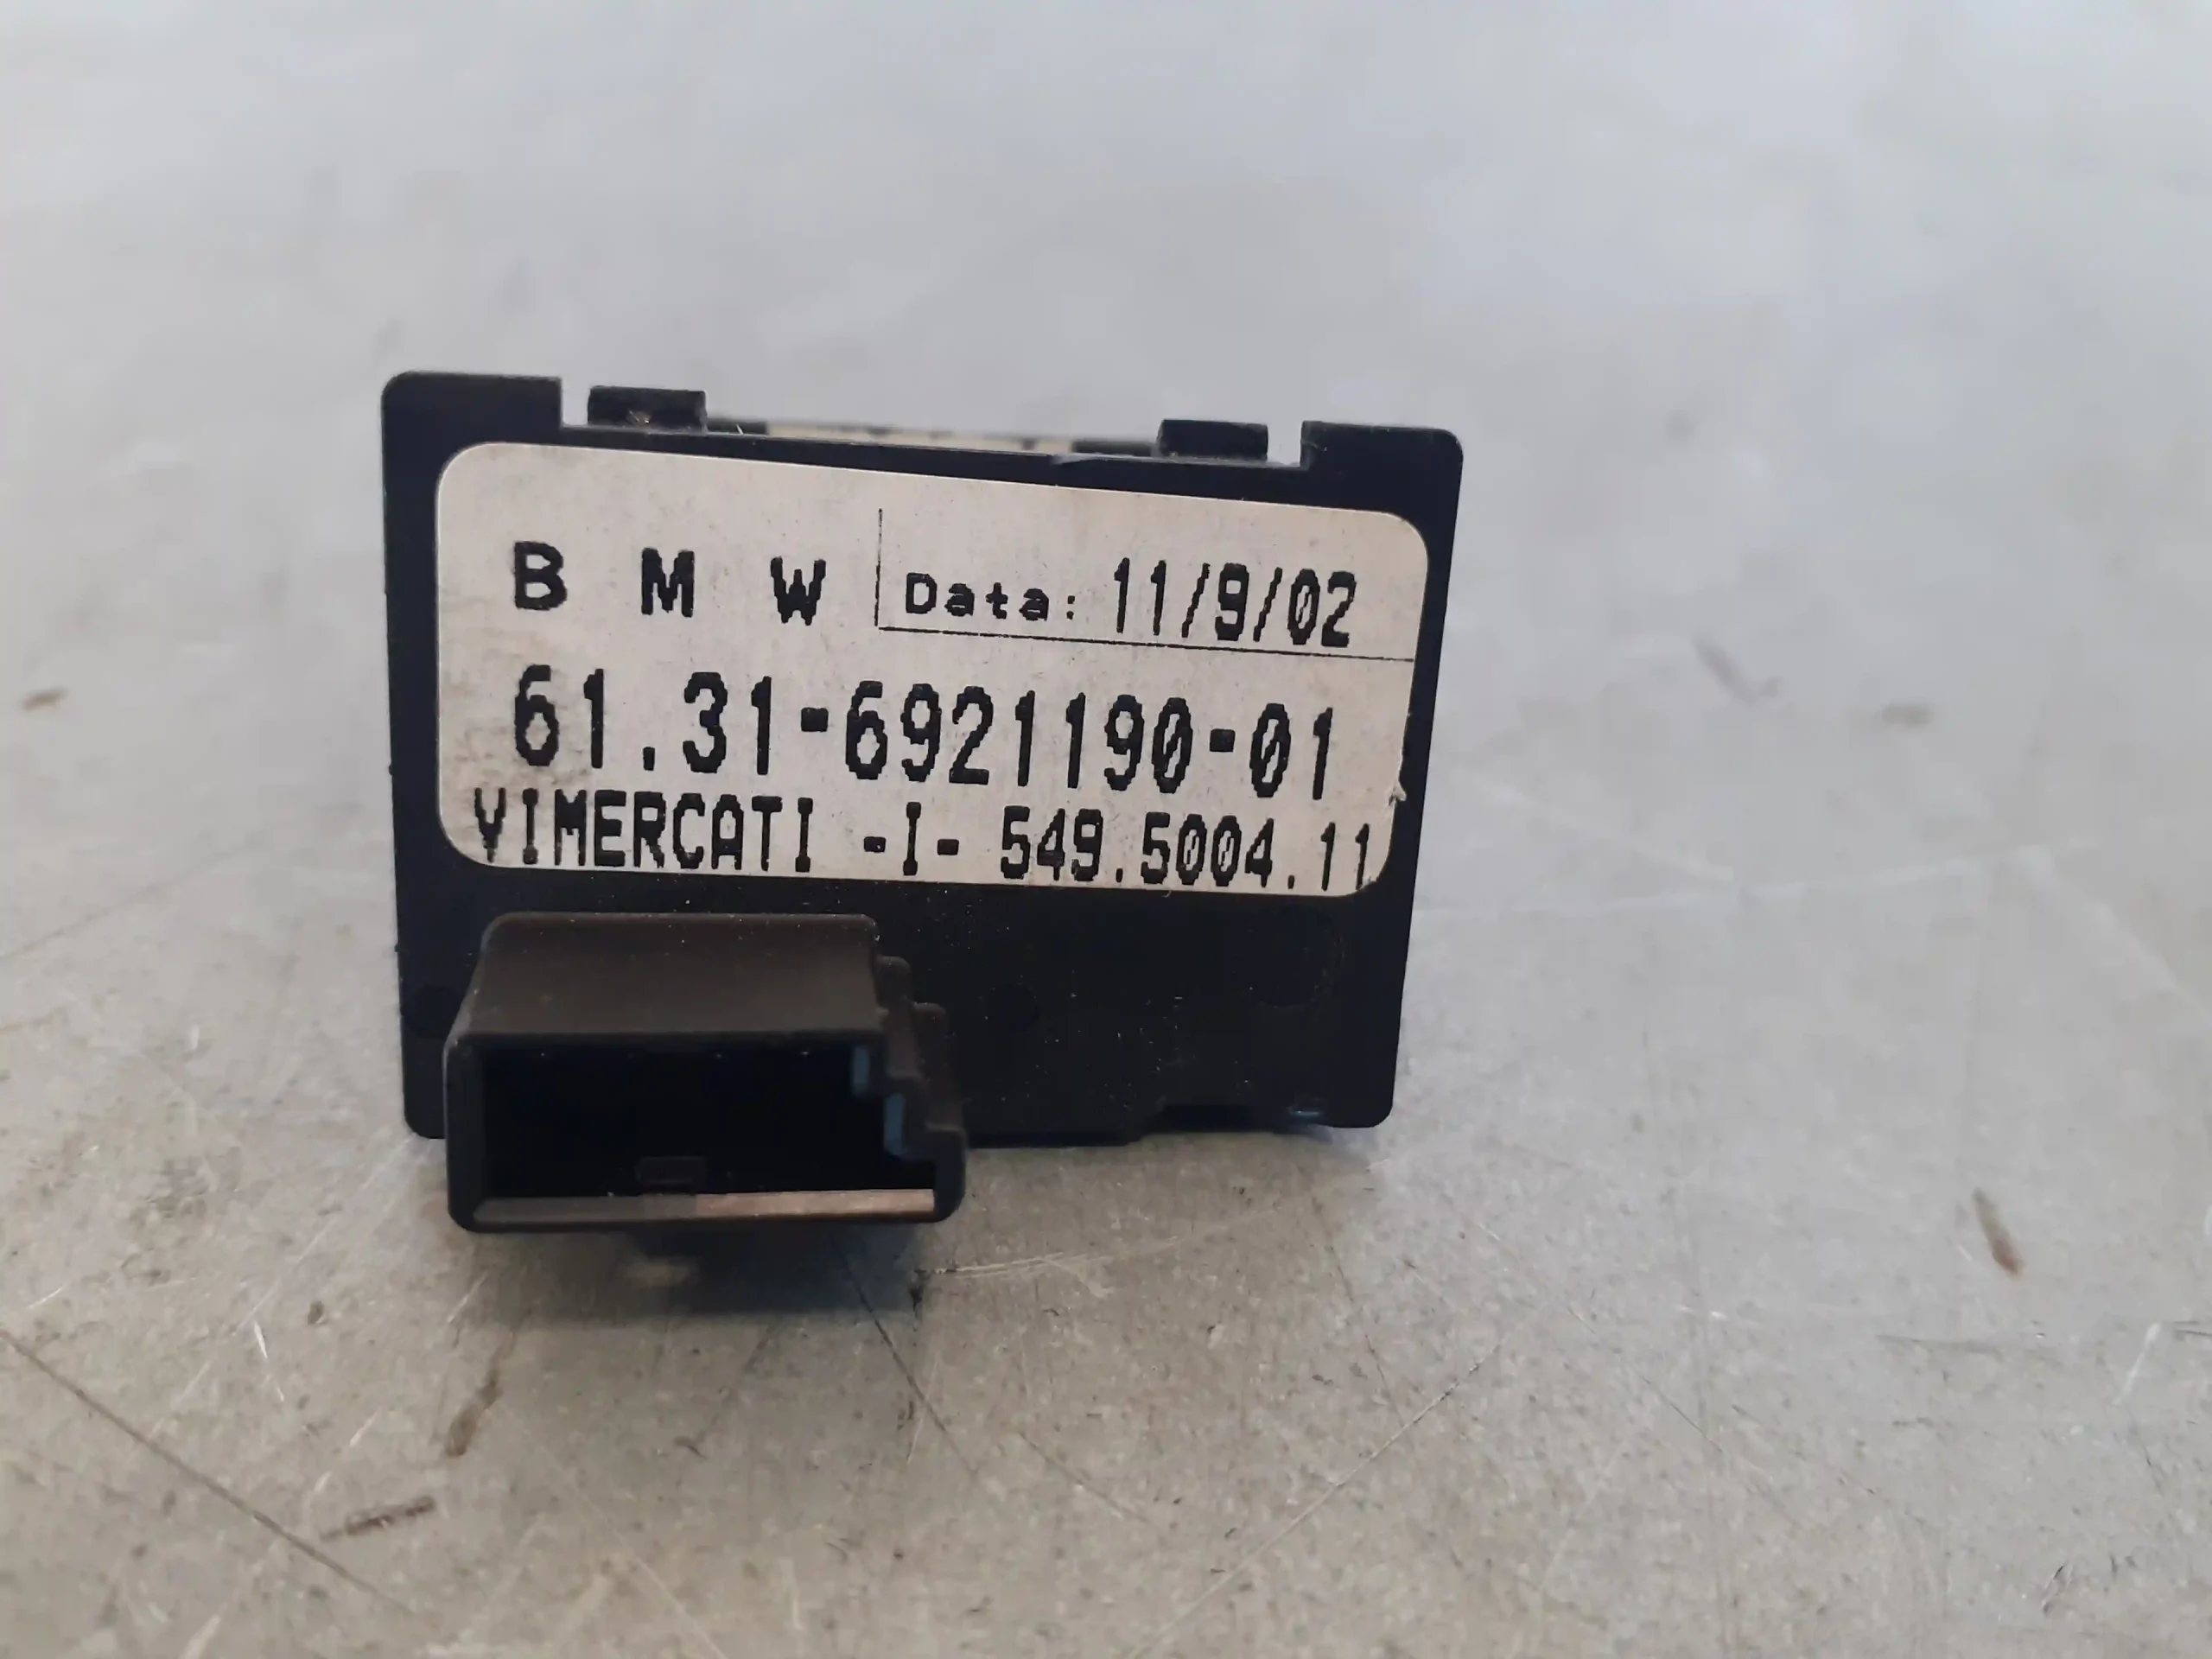 B M W Data: 11/9/02
61.31-6921190-01
VIMERCATI -I- 549.5004.11